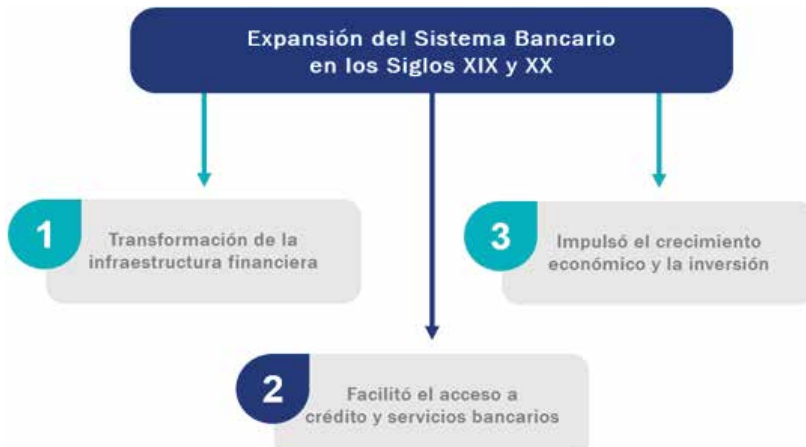 Expansión del Sistema Bancario
en los Siglos XIX y XX
1
Transformación de la
infraestructura financiera
2
Facilitó el acceso a
crédito y servicios bancarios
3
Impulsó el crecimiento
económico y la inversión